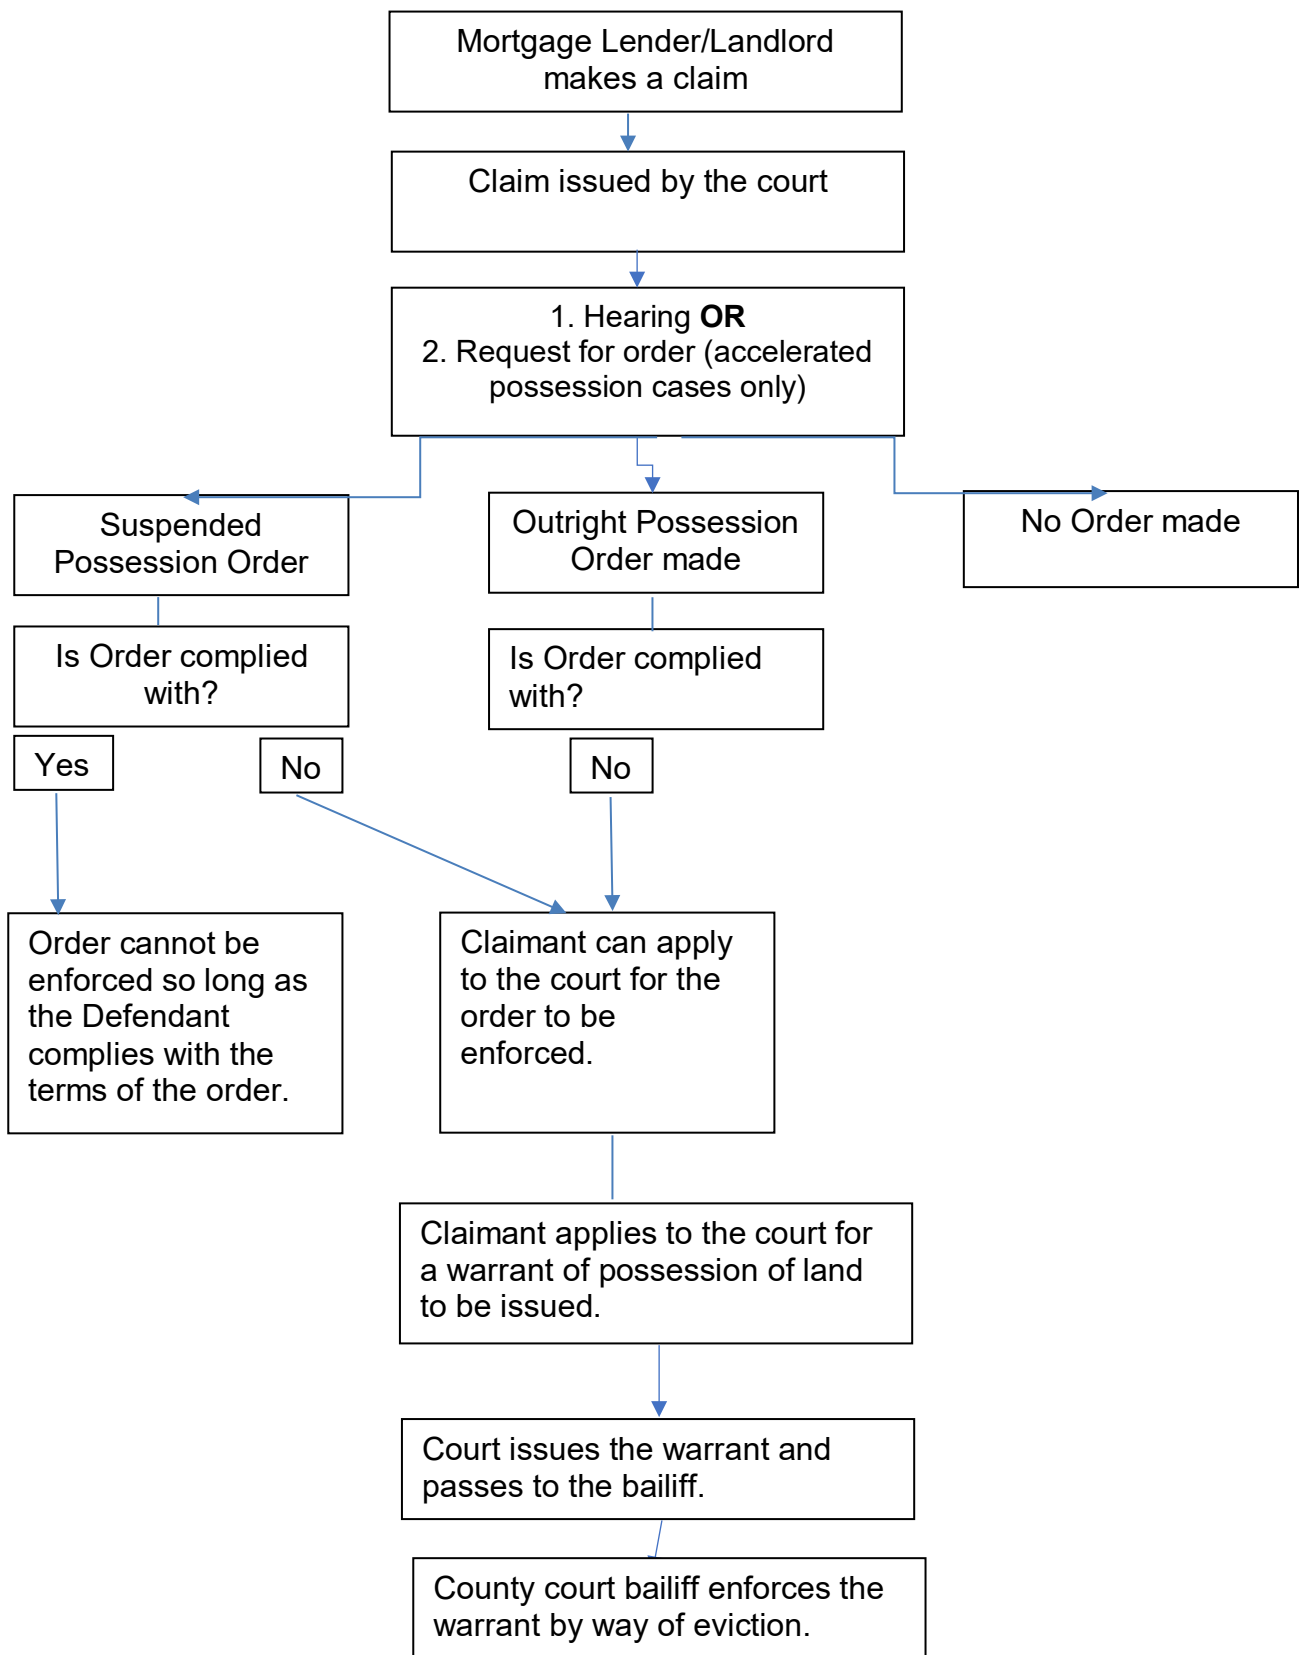 Mortgage Lender/Landlord
makes a claim
Claim issued by the court
1. Hearing OR
2. Request for order (accelerated
possession cases only)
Suspended
Possession Order
Outright Possession
Order made
No Order made
Is Order complied
with?
Is Order complied
with?
Yes
No
No
Order cannot be
enforced so long as
the Defendant
complies with the
terms of the order.
Claimant can apply
to the court for the
order to be
enforced.
Claimant applies to the court for
a warrant of possession of land
to be issued.
Court issues the warrant and
passes to the bailiff.
County court bailiff enforces the
warrant by way of eviction.